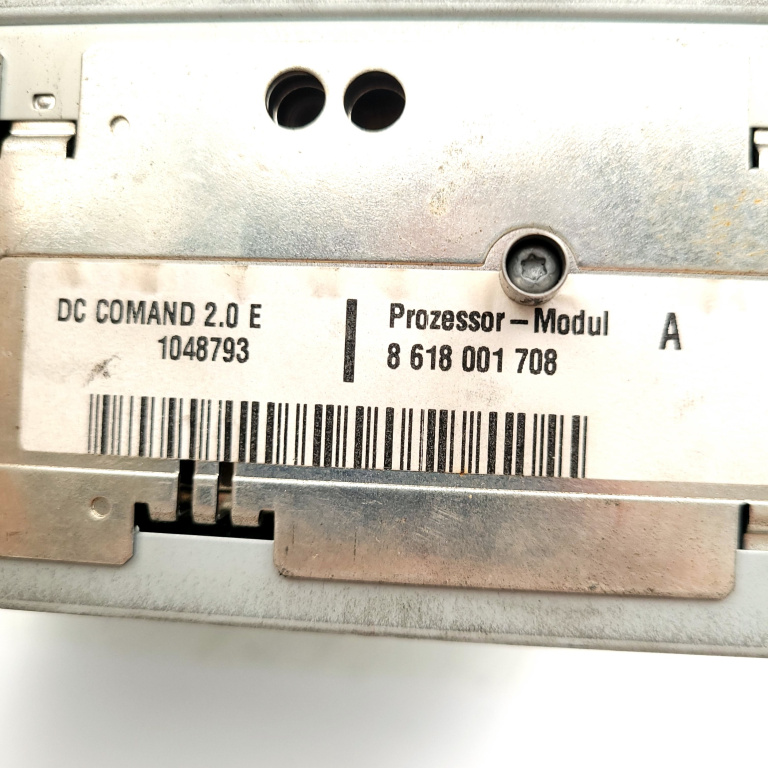 DC COMAND 2.0 E
1048793
Prozessor – Modul
8 618 001 708
A